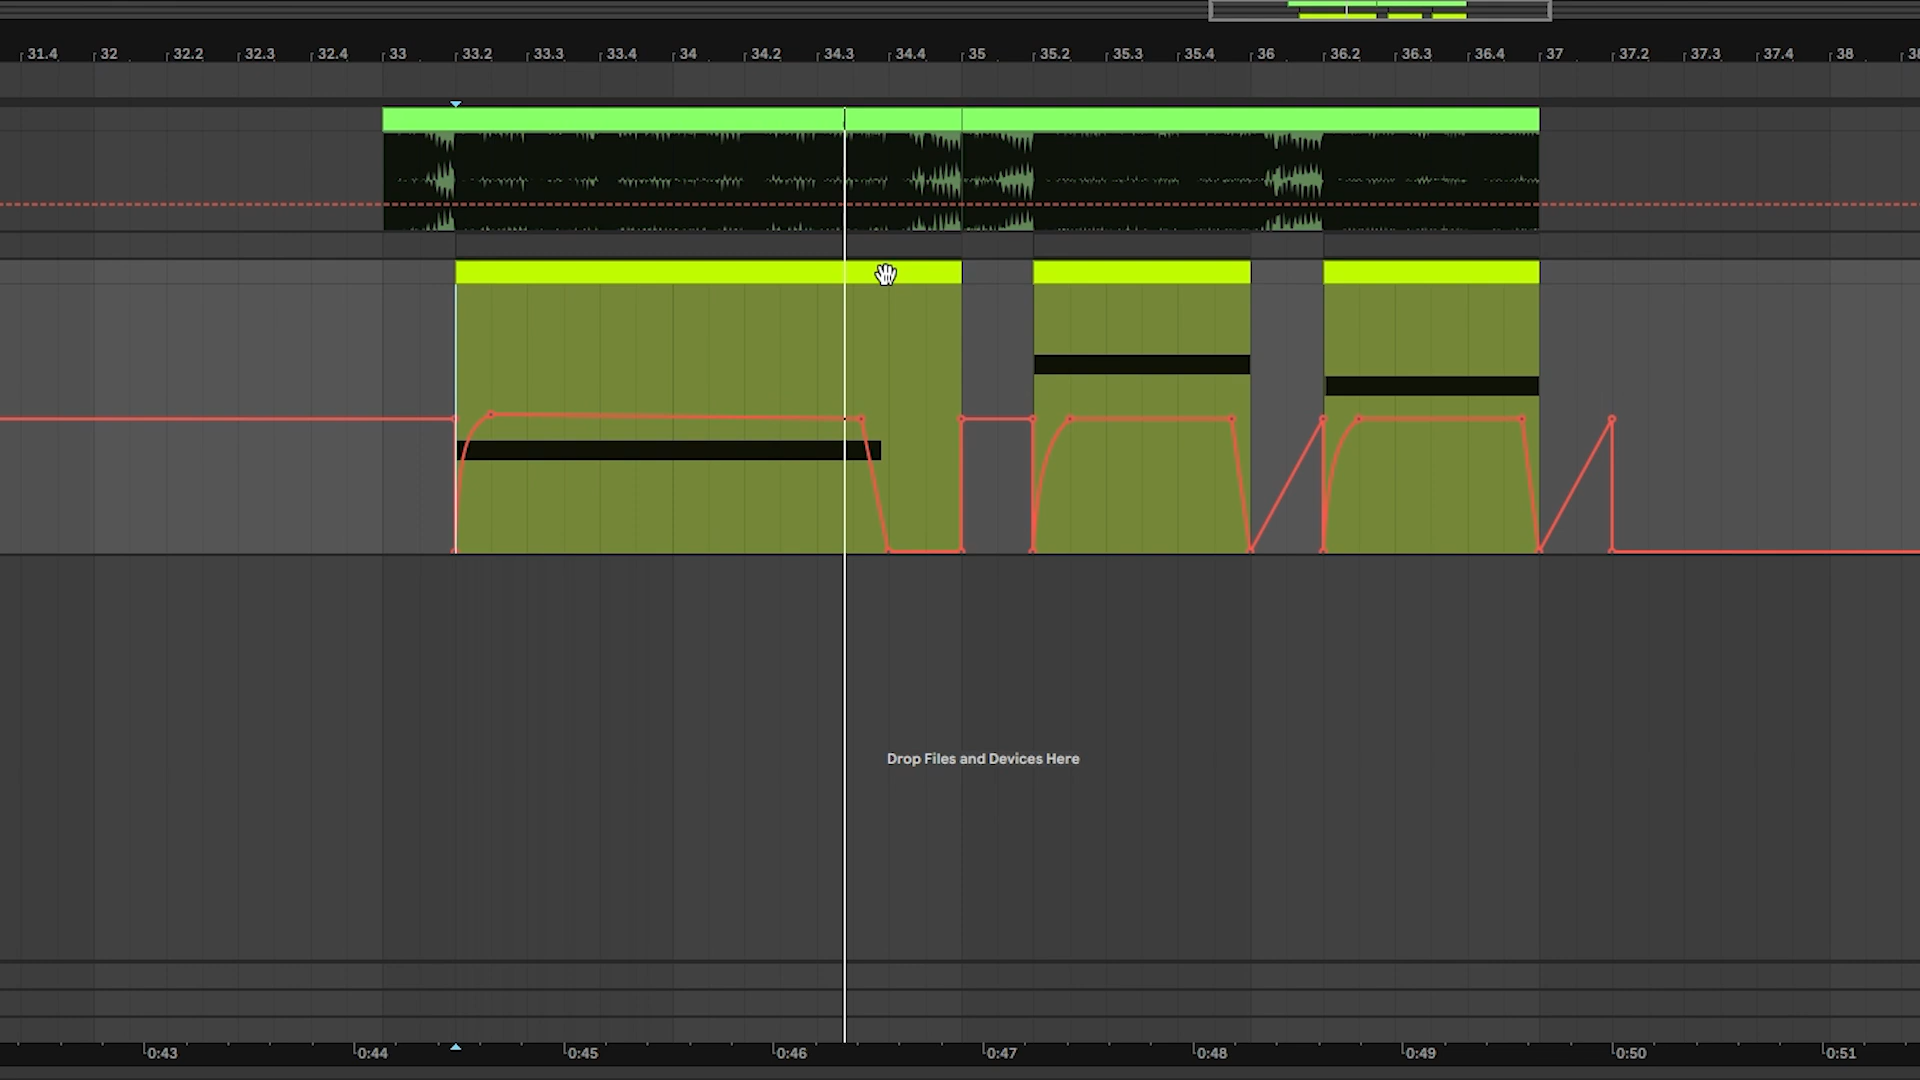 31.4 32 32.2 32.3 32.4 33 33.2 33.3 33.4 34 34.2 34.3 34.4 35 35.2 35.3 35.4 36 36.2 36.3 36.4 37 37.2 37.3 37.4 38
Drop Files and Devices Here
0:43 0:44 0:45 0:46 0:47 0:48 0:49 0:50 0:51